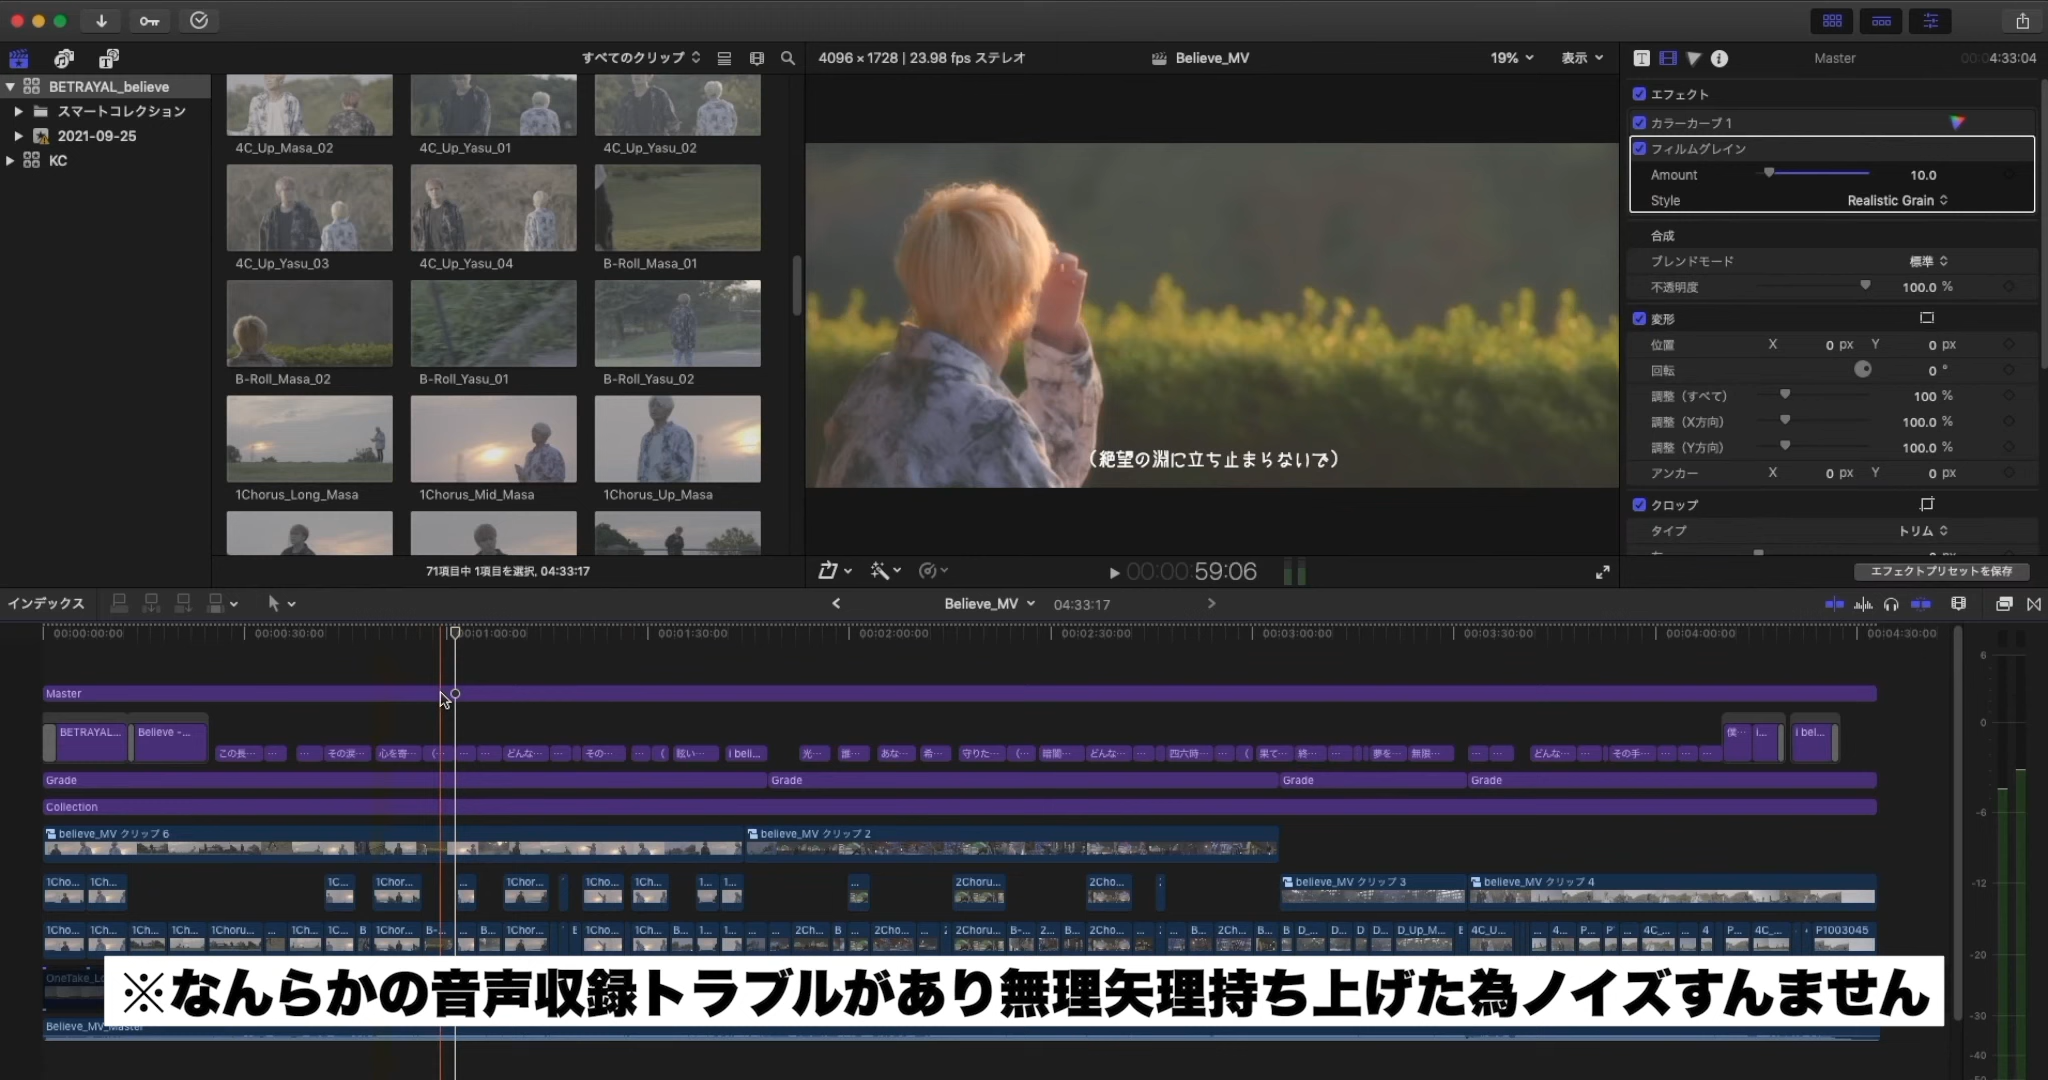 すべてのクリップ
4096 × 1728 | 23.98 fps ステレオ
Believe_MV
19%
表示
Master
00:04:33:04
BETRAYAL_believe
スマートコレクション
2021-09-25
KC
4C_Up_Masa_02
4C_Up_Yasu_01
4C_Up_Yasu_02
4C_Up_Yasu_03
4C_Up_Yasu_04
B-Roll_Masa_01
B-Roll_Masa_02
B-Roll_Yasu_01
B-Roll_Yasu_02
1Chorus_Long_Masa
1Chorus_Mid_Masa
1Chorus_Up_Masa
71項目中 1項目を選択, 04:33:17
(絶望の淵に立ち止まらないで)
00:00:59:06
エフェクト
カラーカーブ 1
フィルムグレイン
Amount 10.0
Style Realistic Grain
合成
ブレンドモード 標準
不透明度 100.0 %
変形
位置 X 0 px Y 0 px
回転 0 °
調整（すべて） 100 %
調整（X方向） 100.0 %
調整（Y方向） 100.0 %
アンカー X 0 px Y 0 px
クロップ
タイプ トリム
エフェクトプリセットを保存
インデックス
Believe_MV 04:33:17
00:00:00:00 00:00:30:00 00:01:00:00 00:01:30:00 00:02:00:00 00:02:30:00 00:03:00:00 00:03:30:00 00:04:00:00 00:04:30:00
Master
BETRAYAL... Believe -... 僕... i... i bel...
この長... ... ... その涙... 心を寄... (... ... ... どんな... ... その... ... ( 眩い... i beli... 光... 誰... あな... 希... 守りた... (... 暗闇... どんな... ... 四六時... ... ( 果て... 終... ... 夢を... 無限... ... ... どんな... ... その手... ... ... ...
Grade Grade Grade Grade
Collection
believe_MV クリップ 6 believe_MV クリップ 2
1Cho... 1Ch... 1C... 1Chor... ... 1Chor... 1Cho... 1Ch... 1... 1... ... 2Choru... 2Cho... believe_MV クリップ 3 believe_MV クリップ 4
1Cho... 1Ch... 1Ch... 1Ch... 1Choru... ... 1Ch... 1C... B 1Chor... B-... ... B... 1Chor... B 1Cho... 1Ch... B... 1... ... ... 2Ch... B 2Cho... ... 2Choru... B-... 2... B... 2Cho... ... ... B... 2Ch... B... B D_... D... D D... D_Up_M... B 4C_U... ... 4... P... P 4C_... ... 4 P... 4C_... ... P1003045
OneTake_Lo
※なんらかの音声収録トラブルがあり無理矢理持ち上げた為ノイズすんません
Believe_MV_Master
6
0
-6
-12
-20
-30
-40